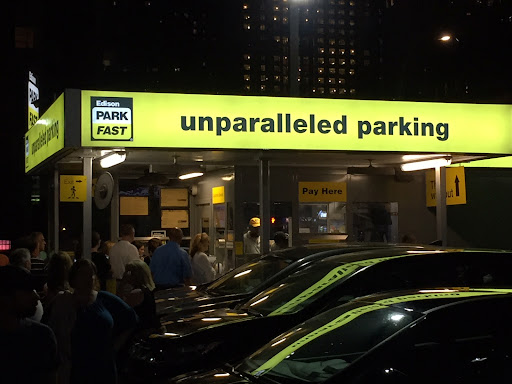 Edison
PARK
FAST
unparalleled parking
unparalleled parking
Pay Here